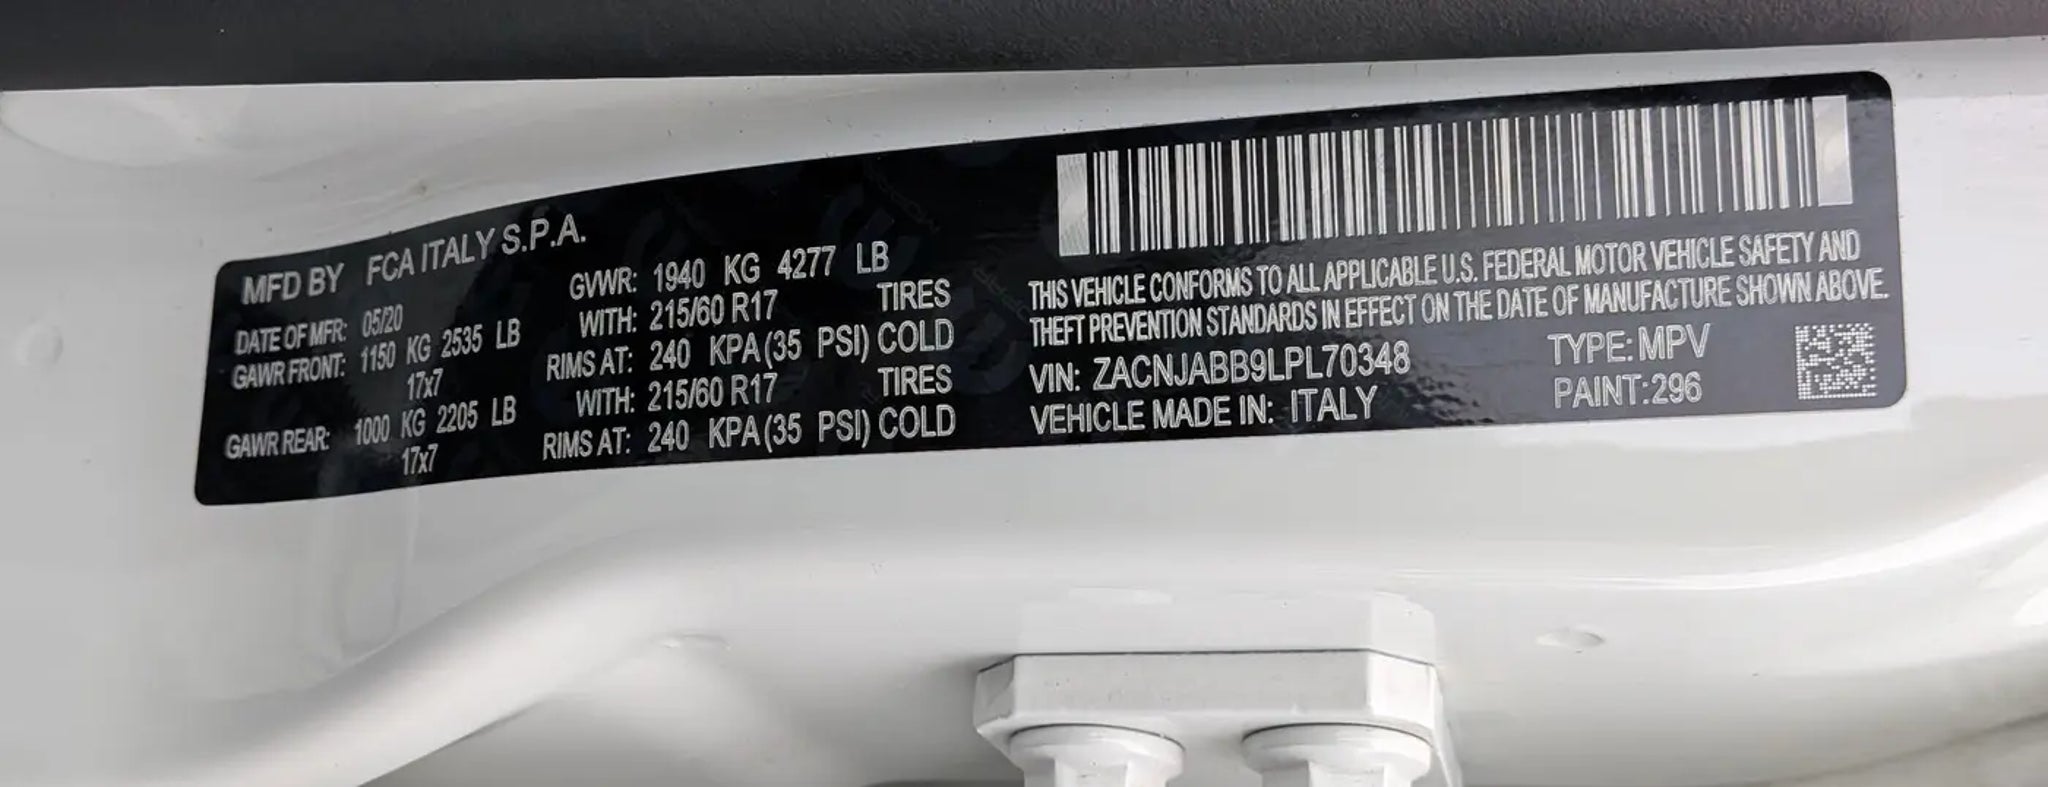 MFD BY FCA ITALY S.P.A.
DATE OF MFR: 05/20 GVWR: 1940 KG 4277 LB
GAWR FRONT: 1150 KG 2535 LB WITH: 215/60 R17 TIRES
17x7 RIMS AT: 240 KPA(35 PSI) COLD
GAWR REAR: 1000 KG 2205 LB WITH: 215/60 R17 TIRES
17x7 RIMS AT: 240 KPA(35 PSI) COLD
THIS VEHICLE CONFORMS TO ALL APPLICABLE U.S. FEDERAL MOTOR VEHICLE SAFETY AND
THEFT PREVENTION STANDARDS IN EFFECT ON THE DATE OF MANUFACTURE SHOWN ABOVE.
VIN: ZACNJABB9LPL70348 TYPE: MPV
VEHICLE MADE IN: ITALY PAINT:296